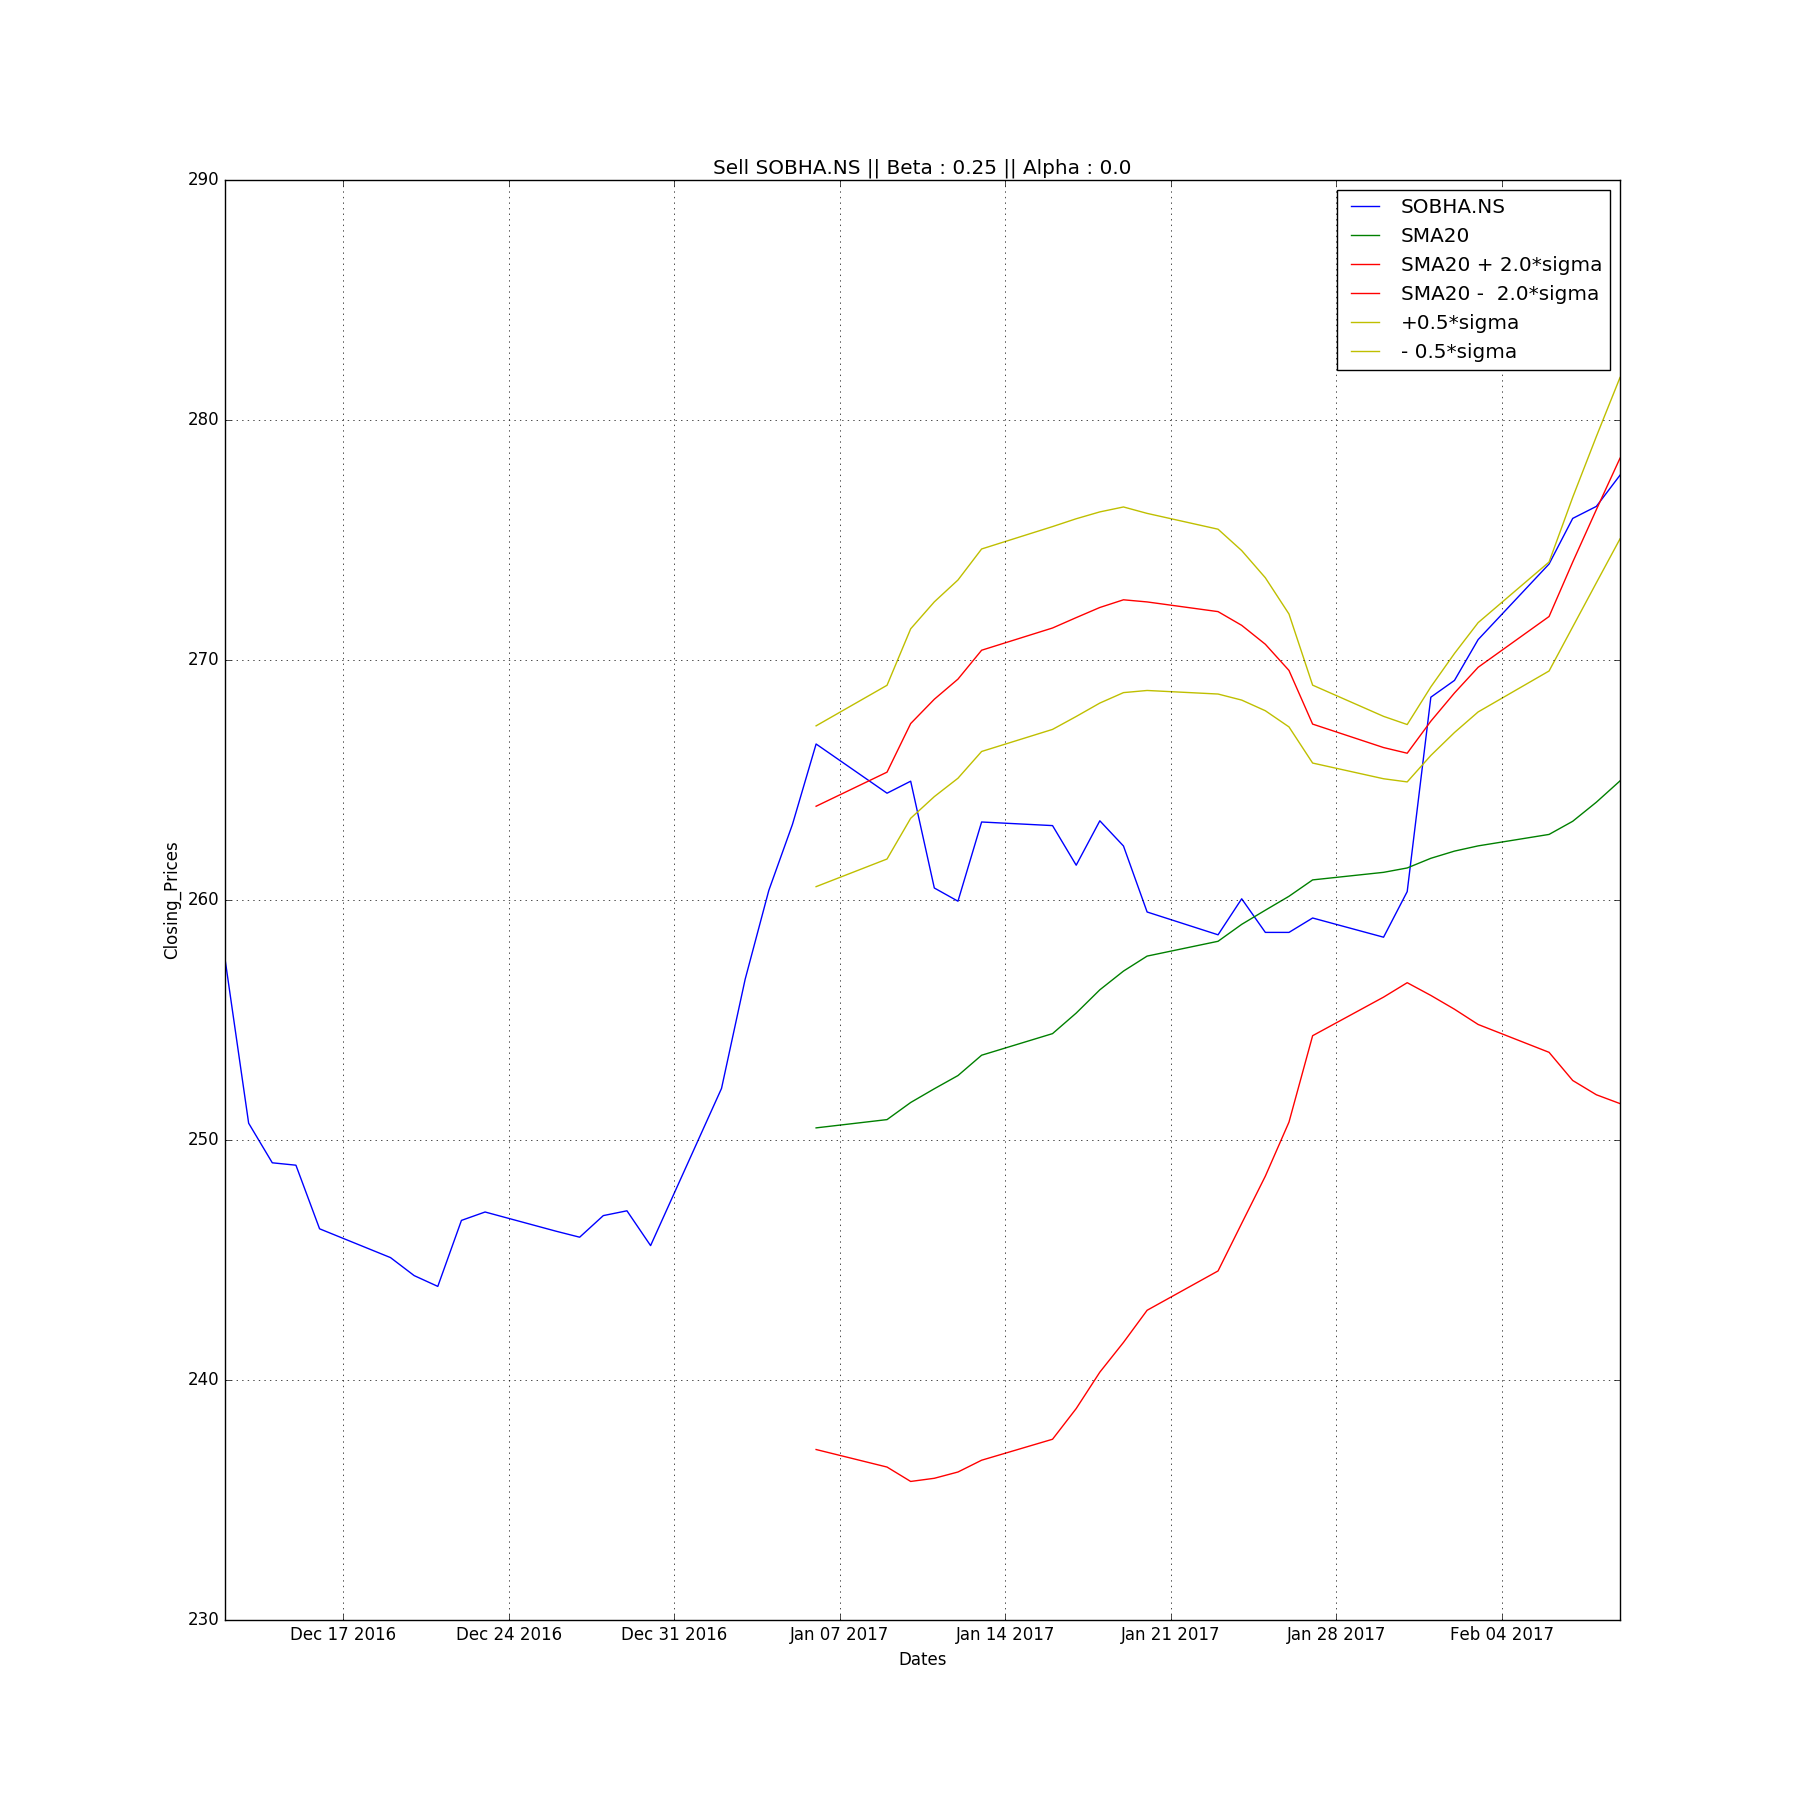 Sell SOBHA.NS || Beta : 0.25 || Alpha : 0.0
290
280
270
260
250
240
230
Closing_Prices
SOBHA.NS
SMA20
SMA20 + 2.0*sigma
SMA20 -  2.0*sigma
+0.5*sigma
- 0.5*sigma
Dec 17 2016 Dec 24 2016 Dec 31 2016 Jan 07 2017 Jan 14 2017 Jan 21 2017 Jan 28 2017 Feb 04 2017
Dates